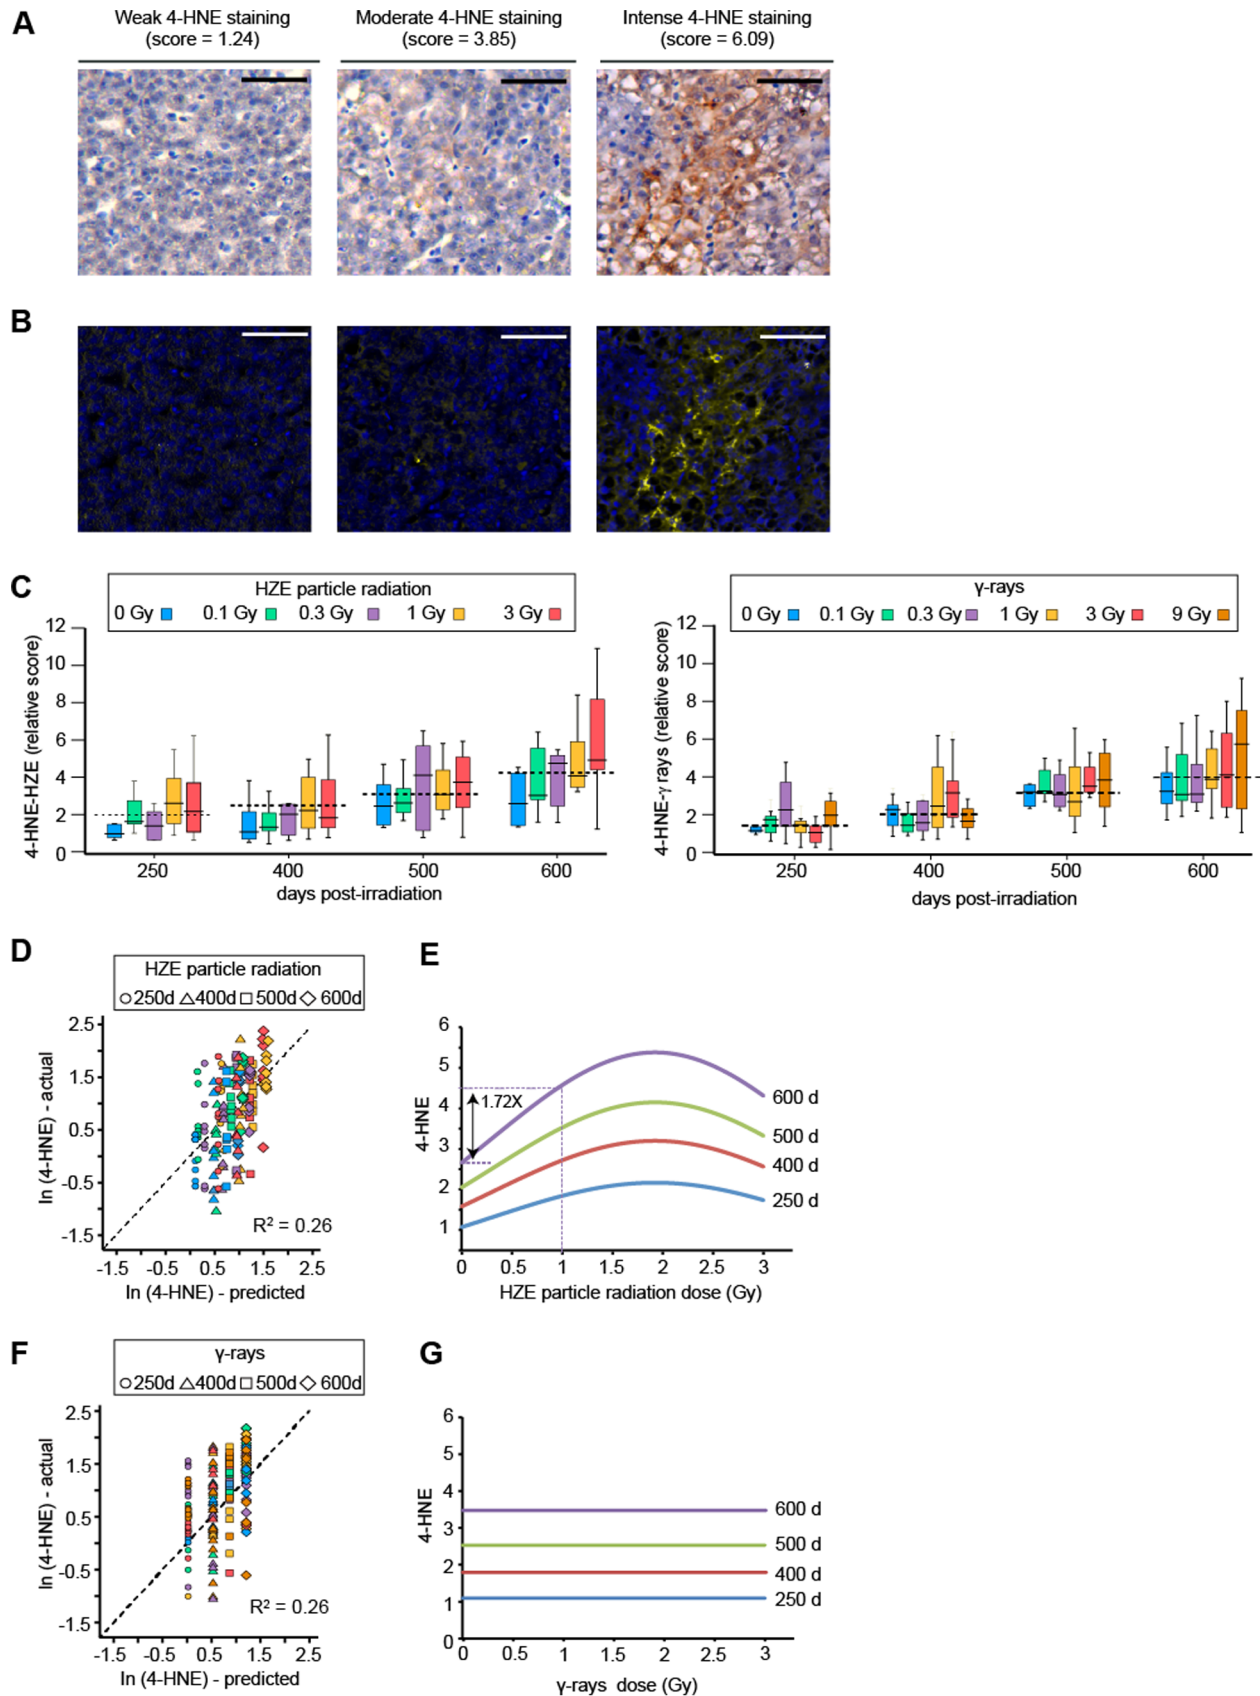 A
Weak 4-HNE staining
(score = 1.24)
Moderate 4-HNE staining
(score = 3.85)
Intense 4-HNE staining
(score = 6.09)
B
C
HZE particle radiation
0 Gy 0.1 Gy 0.3 Gy 1 Gy 3 Gy
4-HNE-HZE (relative score)
12
10
8
6
4
2
0
250 400 500 600
days post-irradiation
γ-rays
0 Gy 0.1 Gy 0.3 Gy 1 Gy 3 Gy 9 Gy
4-HNE-γ rays (relative score)
12
10
8
6
4
2
0
250 400 500 600
days post-irradiation
D
HZE particle radiation
250d 400d 500d 600d
ln (4-HNE) - actual
2.5
1.5
0.5
-0.5
-1.5
R² = 0.26
-1.5 -0.5 0.5 1.5 2.5
ln (4-HNE) - predicted
E
4-HNE
6
5
4
3
2
1
1.72X
600 d
500 d
400 d
250 d
0 0.5 1 1.5 2 2.5 3
HZE particle radiation dose (Gy)
F
γ-rays
250d 400d 500d 600d
ln (4-HNE) - actual
2.5
1.5
0.5
-0.5
-1.5
R² = 0.26
-1.5 -0.5 0.5 1.5 2.5
ln (4-HNE) - predicted
G
4-HNE
6
5
4
3
2
1
0
600 d
500 d
400 d
250 d
0 0.5 1 1.5 2 2.5 3
γ-rays dose (Gy)